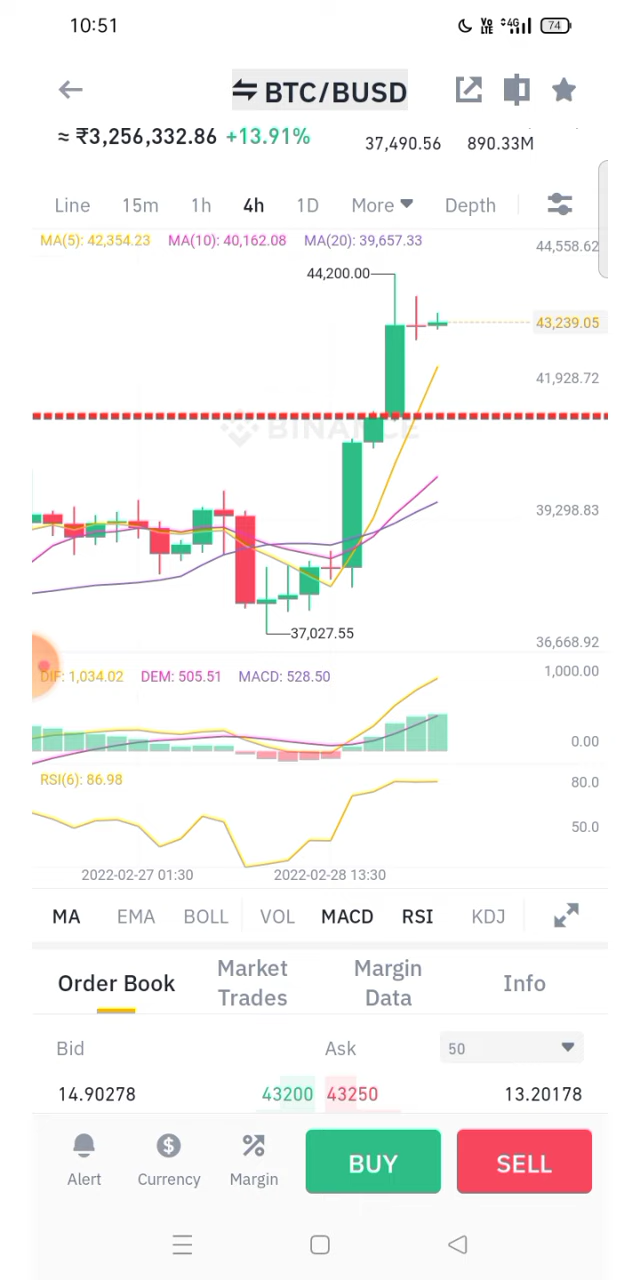 10:51 Vo LTE 4G 74
BTC/BUSD
≈ ₹3,256,332.86 +13.91% 37,490.56 890.33M
Line 15m 1h 4h 1D More Depth
MA(5): 42,354.23 MA(10): 40,162.08 MA(20): 39,657.33
44,558.62
44,200.00
43,239.05
41,928.72
BINANCE
39,298.83
37,027.55
36,668.92
DIF: 1,034.02 DEM: 505.51 MACD: 528.50
1,000.00
0.00
RSI(6): 86.98
80.0
50.0
2022-02-27 01:30 2022-02-28 13:30
MA EMA BOLL VOL MACD RSI KDJ
Order Book Market Trades Margin Data Info
Bid Ask 50
14.90278 43200 43250 13.20178
Alert Currency Margin BUY SELL